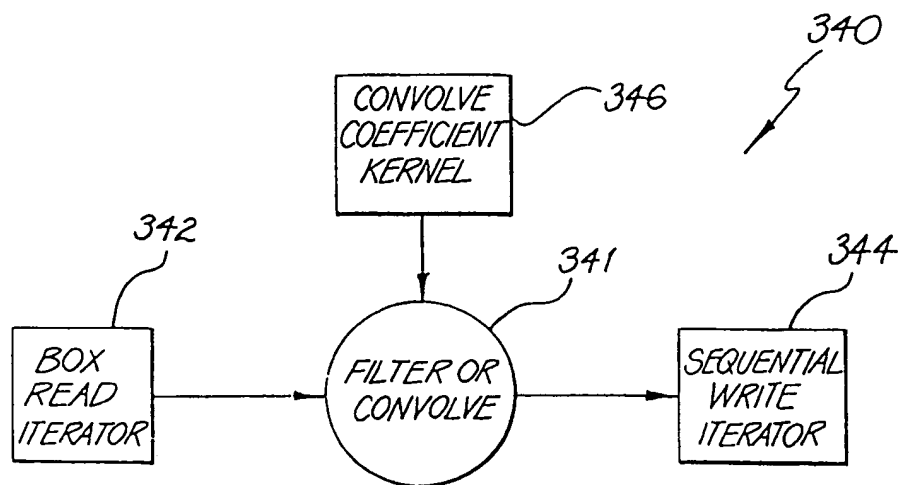 340
CONVOLVE
COEFFICIENT
KERNEL
346
342
341
344
BOX
READ
ITERATOR
FILTER OR
CONVOLVE
SEQUENTIAL
WRITE
ITERATOR